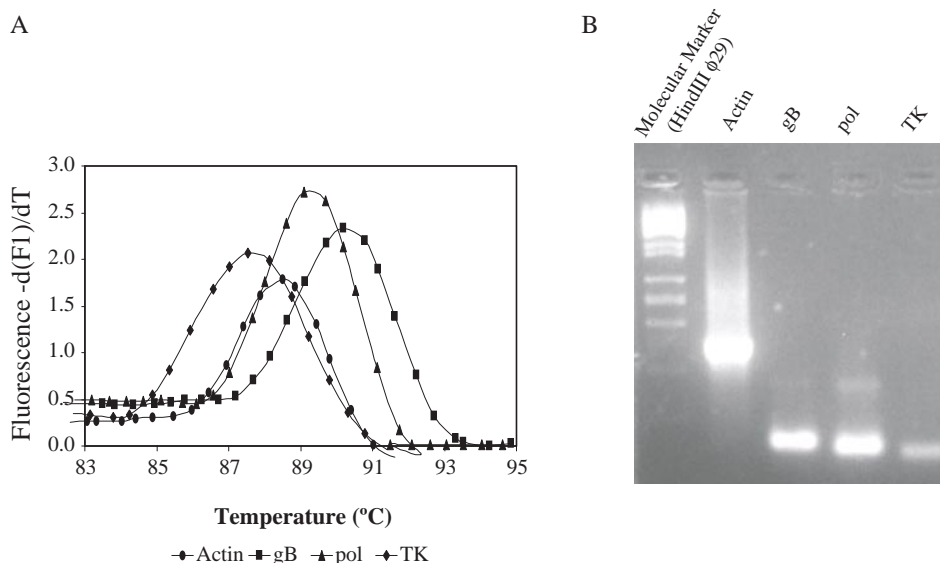 A
Fluorescence -d(F1)/dT
3.0
2.5
2.0
1.5
1.0
0.5
0.0
83 85 87 89 91 93 95
Temperature (ºC)
Actin gB pol TK
B
Molecular Marker
(HindIII ϕ29)
Actin
gB
pol
TK